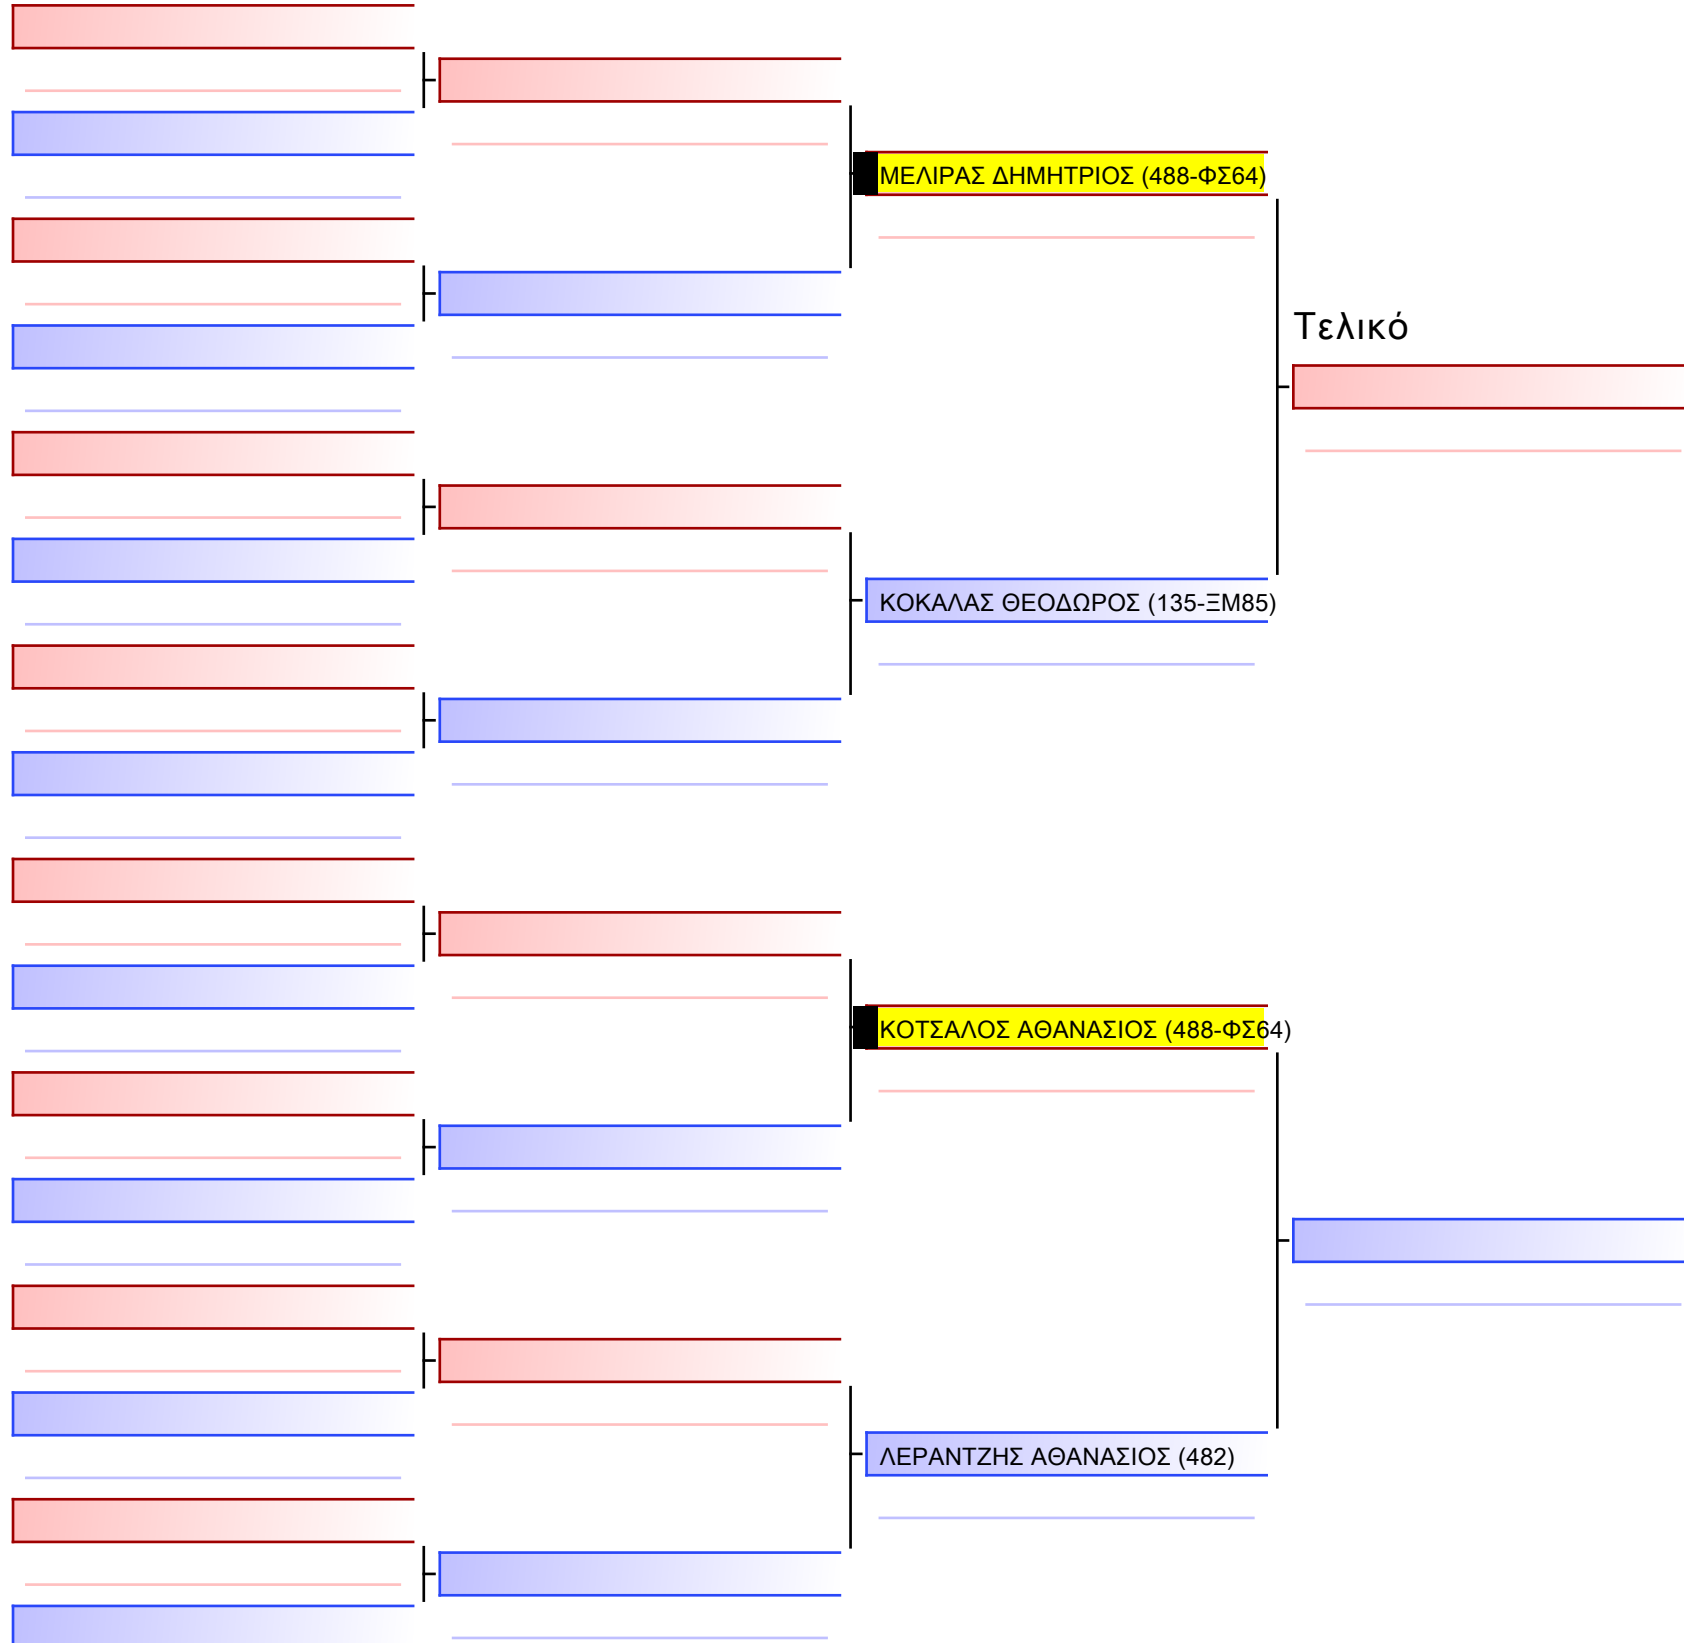 ΜΕΛΙΡΑΣ ΔΗΜΗΤΡΙΟΣ (488-ΦΣ64)
Τελικό
ΚΟΚΑΛΑΣ ΘΕΟΔΩΡΟΣ (135-ΞΜ85)
ΚΟΤΣΑΛΟΣ ΑΘΑΝΑΣΙΟΣ (488-ΦΣ64)
ΛΕΡΑΝΤΖΗΣ ΑΘΑΝΑΣΙΟΣ (482)